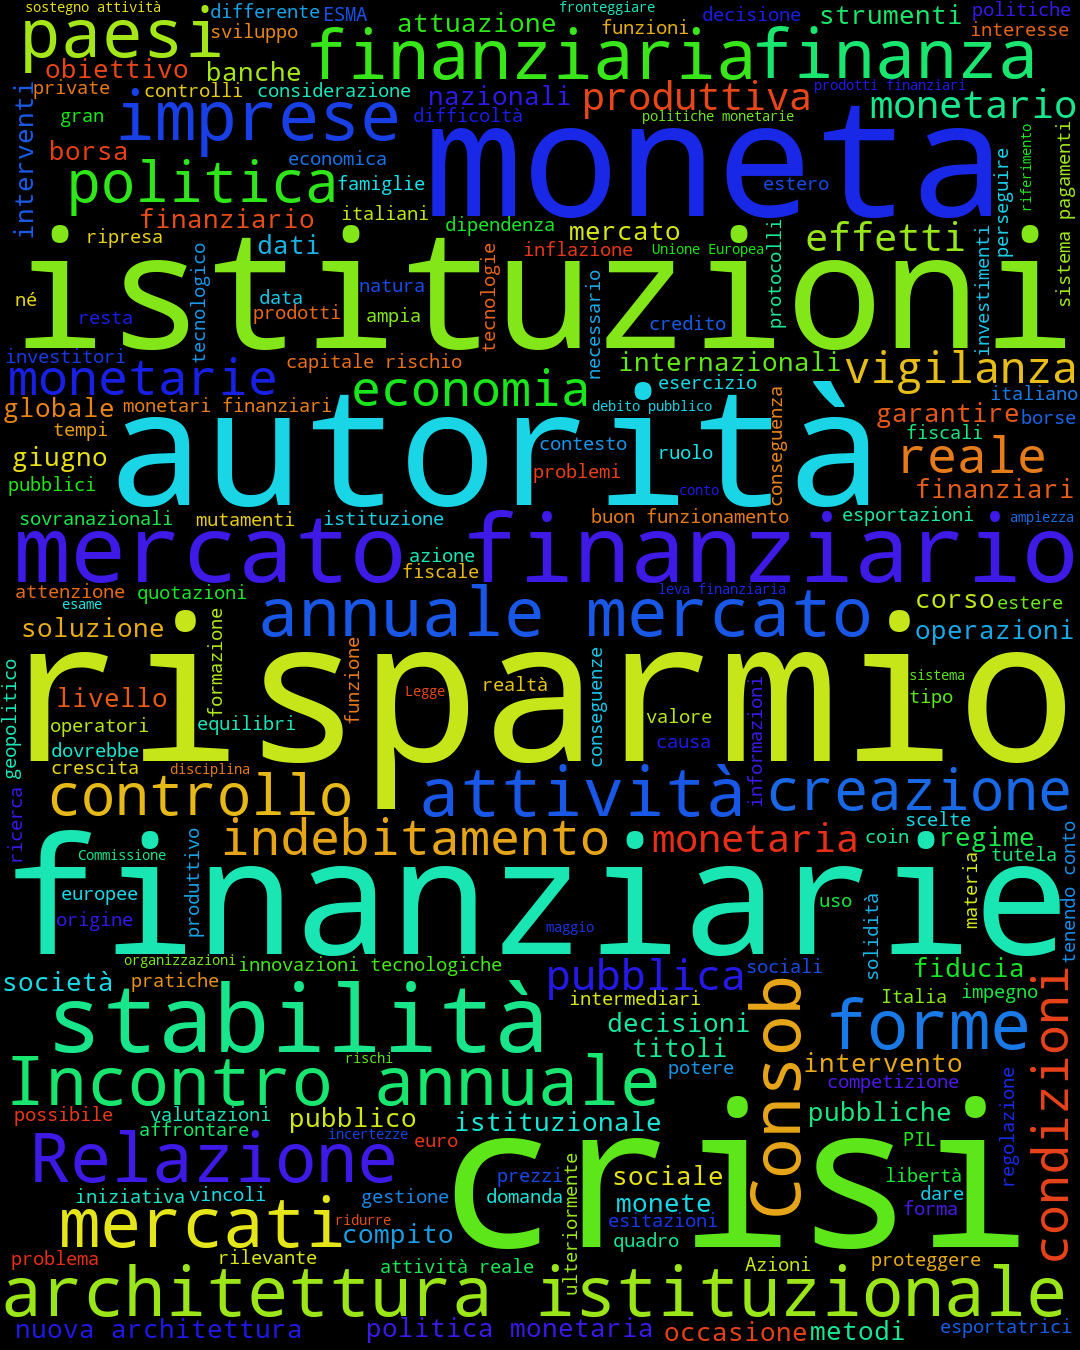 sostegno attività
differente
ESMA
fronteggiare
decisione
politiche
paesi
sviluppo
attuazione
funzioni
strumenti
interesse
finanziaria
finanza
obiettivo
banche
private
controlli
considerazione
nazionali
produttiva
prodotti finanziari
monetario
interventi
gran
imprese
difficoltà
politiche monetarie
moneta
borsa
economica
riferimento
sistema pagamenti
politica
famiglie
estero
perseguire
finanziario
italiani
dipendenza
mercato
protocolli
effetti
ripresa
dati
inflazione
Unione Europea
investimenti
istituzioni
tecnologico
tecnologie
necessario
né
data
natura
resta
prodotti
ampia
credito
investitori
capitale rischio
internazionali
vigilanza
monetarie
economia
esercizio
italiano
globale
monetari finanziari
debito pubblico
conseguenza
garantire
borse
tempi
autorità
fiscali
giugno
contesto
ruolo
reale
problemi
pubblici
conto
finanziari
sovranazionali
mutamenti
istituzione
buon funzionamento
esportazioni
ampiezza
mercato finanziario
azione
fiscale
attenzione
quotazioni
leva finanziaria
esame
annuale mercato
corso
estere
soluzione
formazione
operazioni
risparmio
funzione
conseguenze
geopolitico
livello
Legge
realtà
sistema
tipo
operatori
equilibri
valore
informazioni
dovrebbe
causa
crescita
disciplina
ricerca
controllo
attività
creazione
scelte
indebitamento
monetaria
coin
regime
Commissione
produttivo
tutela
tenendo conto
finanziarie
materia
europee
uso
solidità
origine
maggio
organizzazioni
innovazioni tecnologiche
società
pratiche
pubblica
sociali
fiducia
condizioni
stabilità
intermediari
Consob
Italia
impegno
decisioni
forme
titoli
rischi
potere
intervento
Incontro annuale
competizione
regolazione
possibile
valutazioni
pubblico
istituzionale
pubbliche
affrontare
incertezze
euro
PIL
Relazione
crisi
prezzi
sociale
libertà
iniziativa
vincoli
gestione
domanda
monete
dare
forma
mercati
ridurre
compito
ulteriormente
esitazioni
quadro
problema
rilevante
attività reale
Azioni
proteggere
architettura istituzionale
nuova architettura
politica monetaria
occasione
metodi
esportatrici